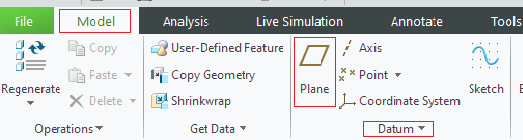 File Model Analysis Live Simulation Annotate Tools
Regenerate
Copy
Paste
Delete
Operations
User-Defined Feature
Copy Geometry
Shrinkwrap
Get Data
Plane
Axis
Point
Coordinate System
Sketch
Datum